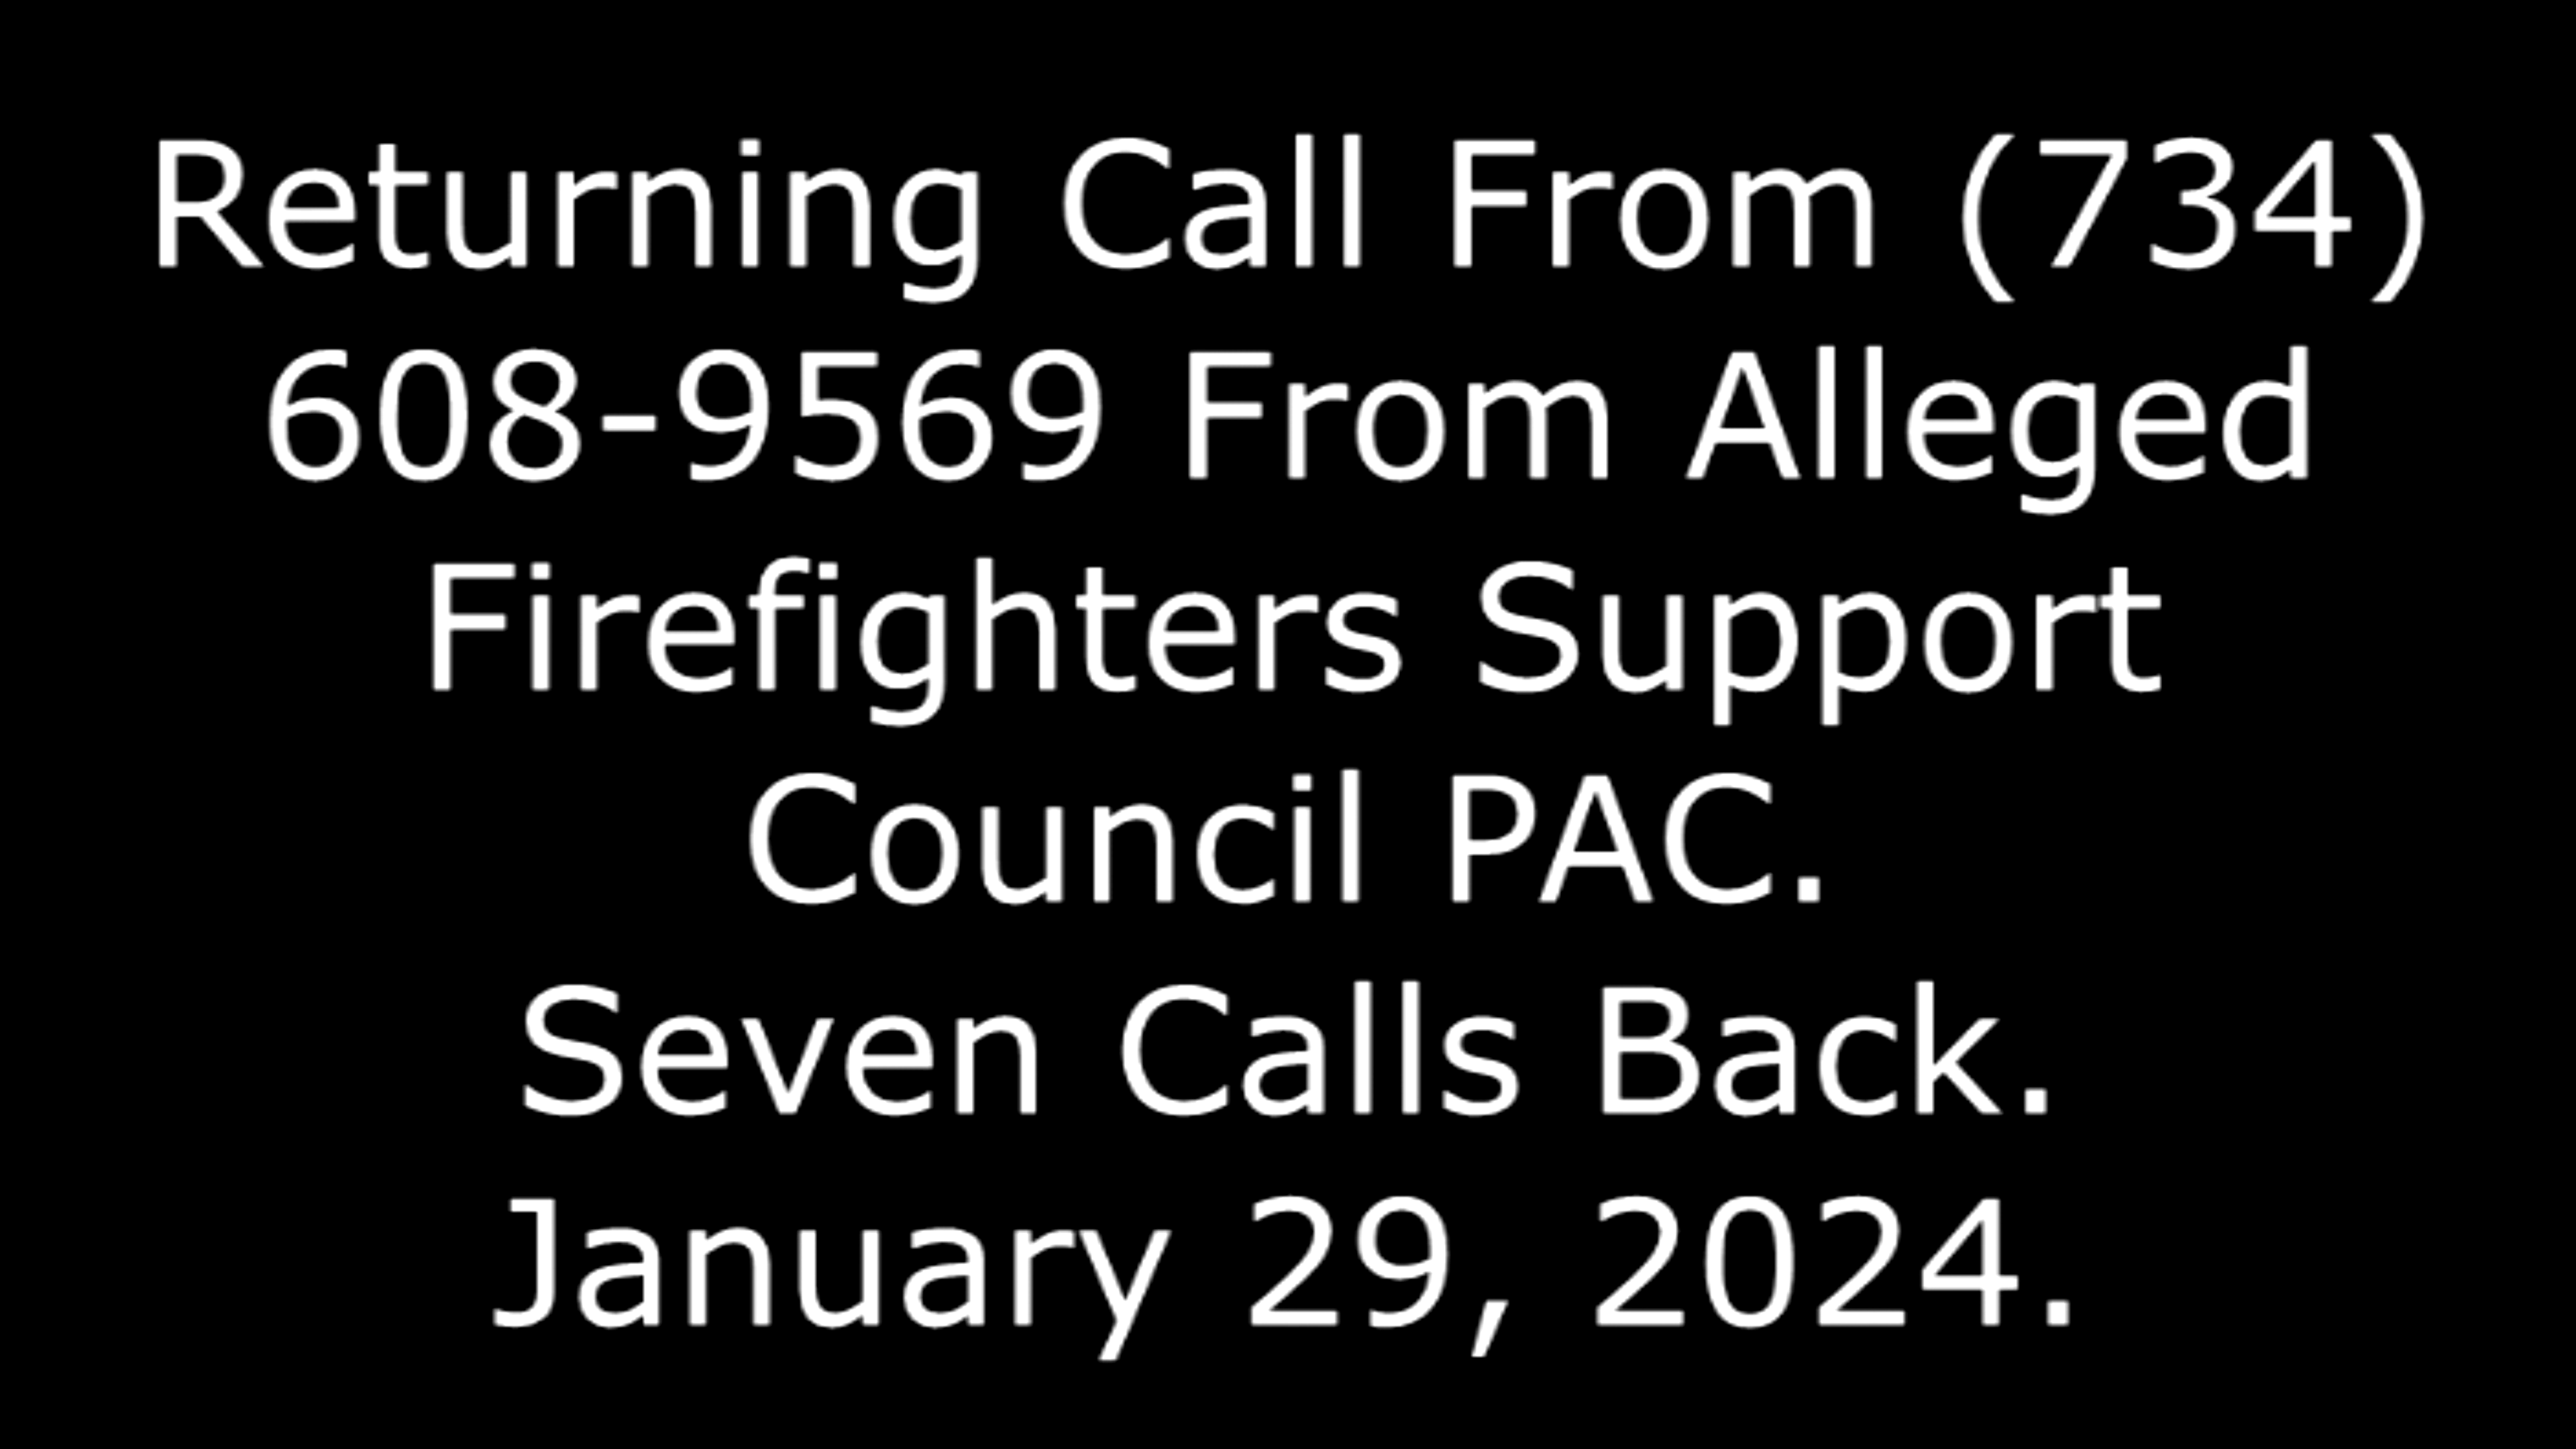 Returning Call From (734)
608-9569 From Alleged
Firefighters Support
Council PAC.
Seven Calls Back.
January 29, 2024.